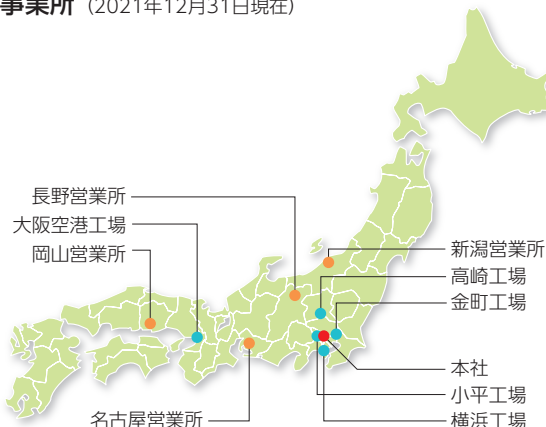 事業所 (2021年12月31日現在)
長野営業所
大阪空港工場
岡山営業所
新潟営業所
高崎工場
金町工場
本社
小平工場
横浜工場
名古屋営業所